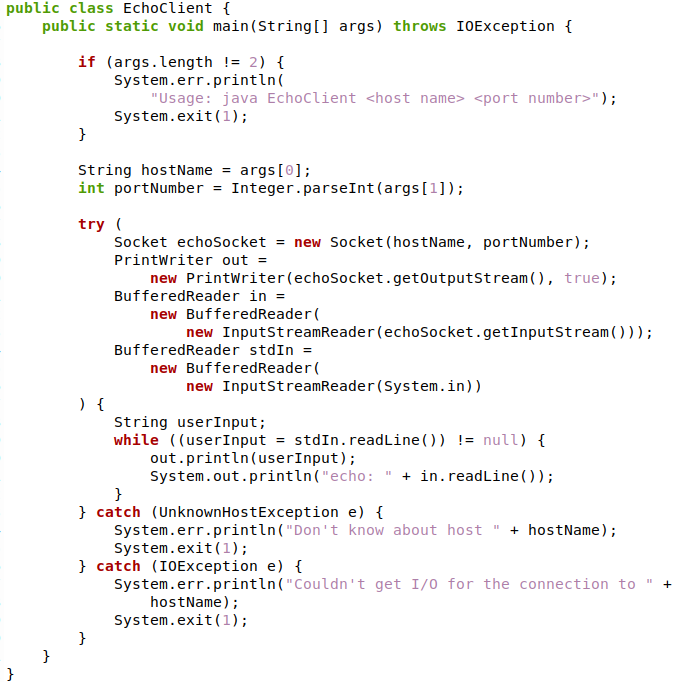 public class EchoClient {
    public static void main(String[] args) throws IOException {

        if (args.length != 2) {
            System.err.println(
                "Usage: java EchoClient <host name> <port number>");
            System.exit(1);
        }

        String hostName = args[0];
        int portNumber = Integer.parseInt(args[1]);

        try (
            Socket echoSocket = new Socket(hostName, portNumber);
            PrintWriter out =
                new PrintWriter(echoSocket.getOutputStream(), true);
            BufferedReader in =
                new BufferedReader(
                    new InputStreamReader(echoSocket.getInputStream()));
            BufferedReader stdIn =
                new BufferedReader(
                    new InputStreamReader(System.in))
        ) {
            String userInput;
            while ((userInput = stdIn.readLine()) != null) {
                out.println(userInput);
                System.out.println("echo: " + in.readLine());
            }
        } catch (UnknownHostException e) {
            System.err.println("Don't know about host " + hostName);
            System.exit(1);
        } catch (IOException e) {
            System.err.println("Couldn't get I/O for the connection to " +
                hostName);
            System.exit(1);
        }
    }
}